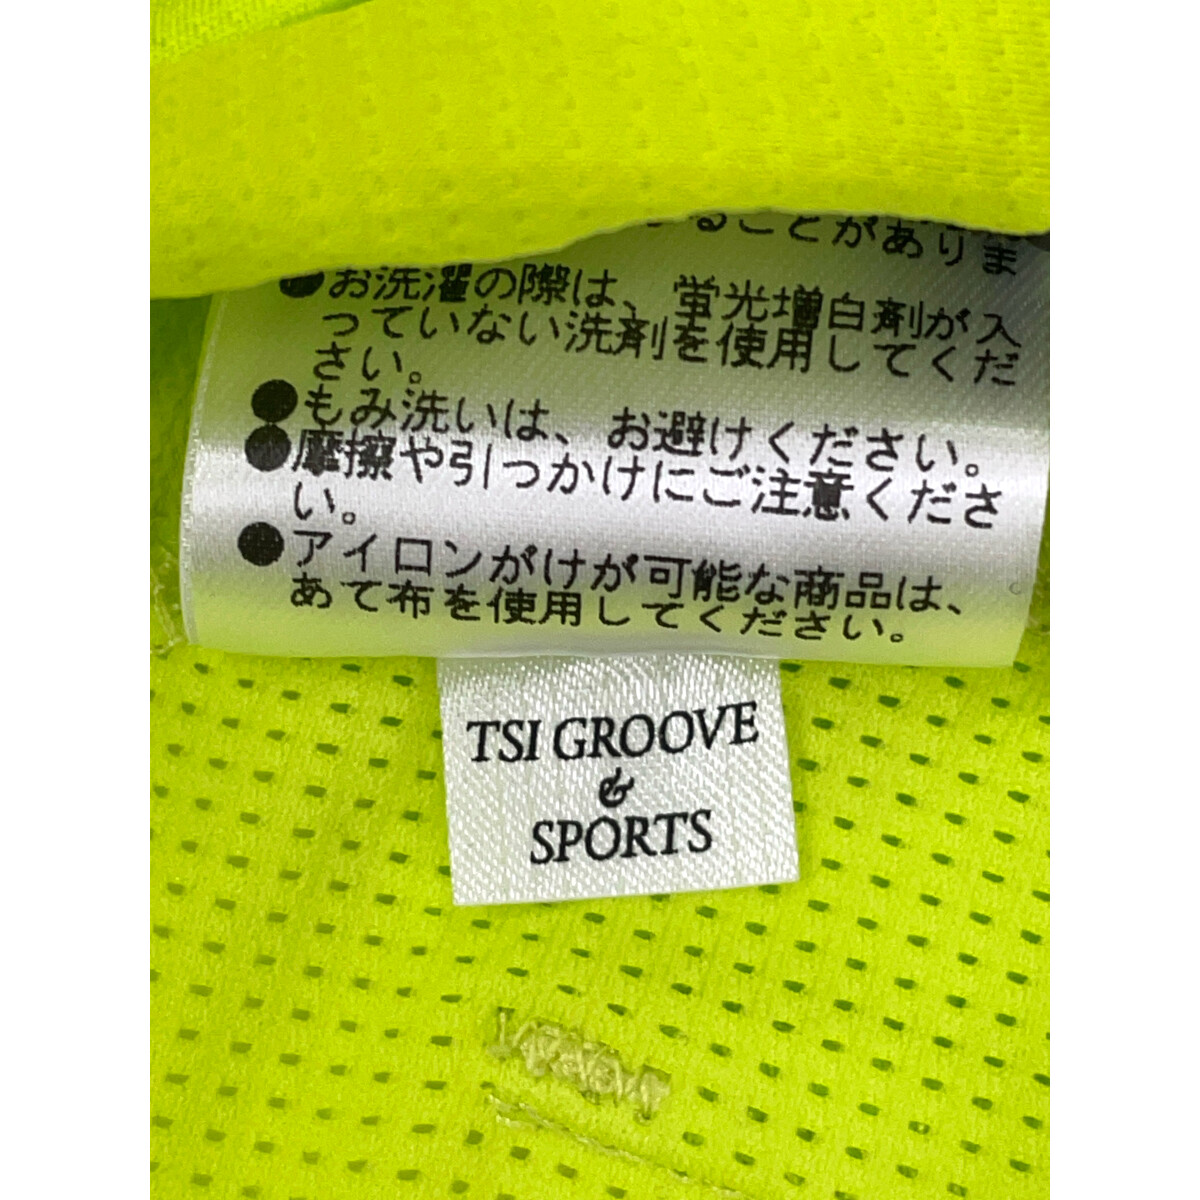 ることがありま
●お洗濯の際は、蛍光増白剤が入
っていない洗剤を使用してくだ
さい。
●もみ洗いは、お避けください。
●摩擦や引っかけにご注意くださ
い。
●アイロンがけが可能な商品は、
あて布を使用してください。
TSI GROOVE
&
SPORTS